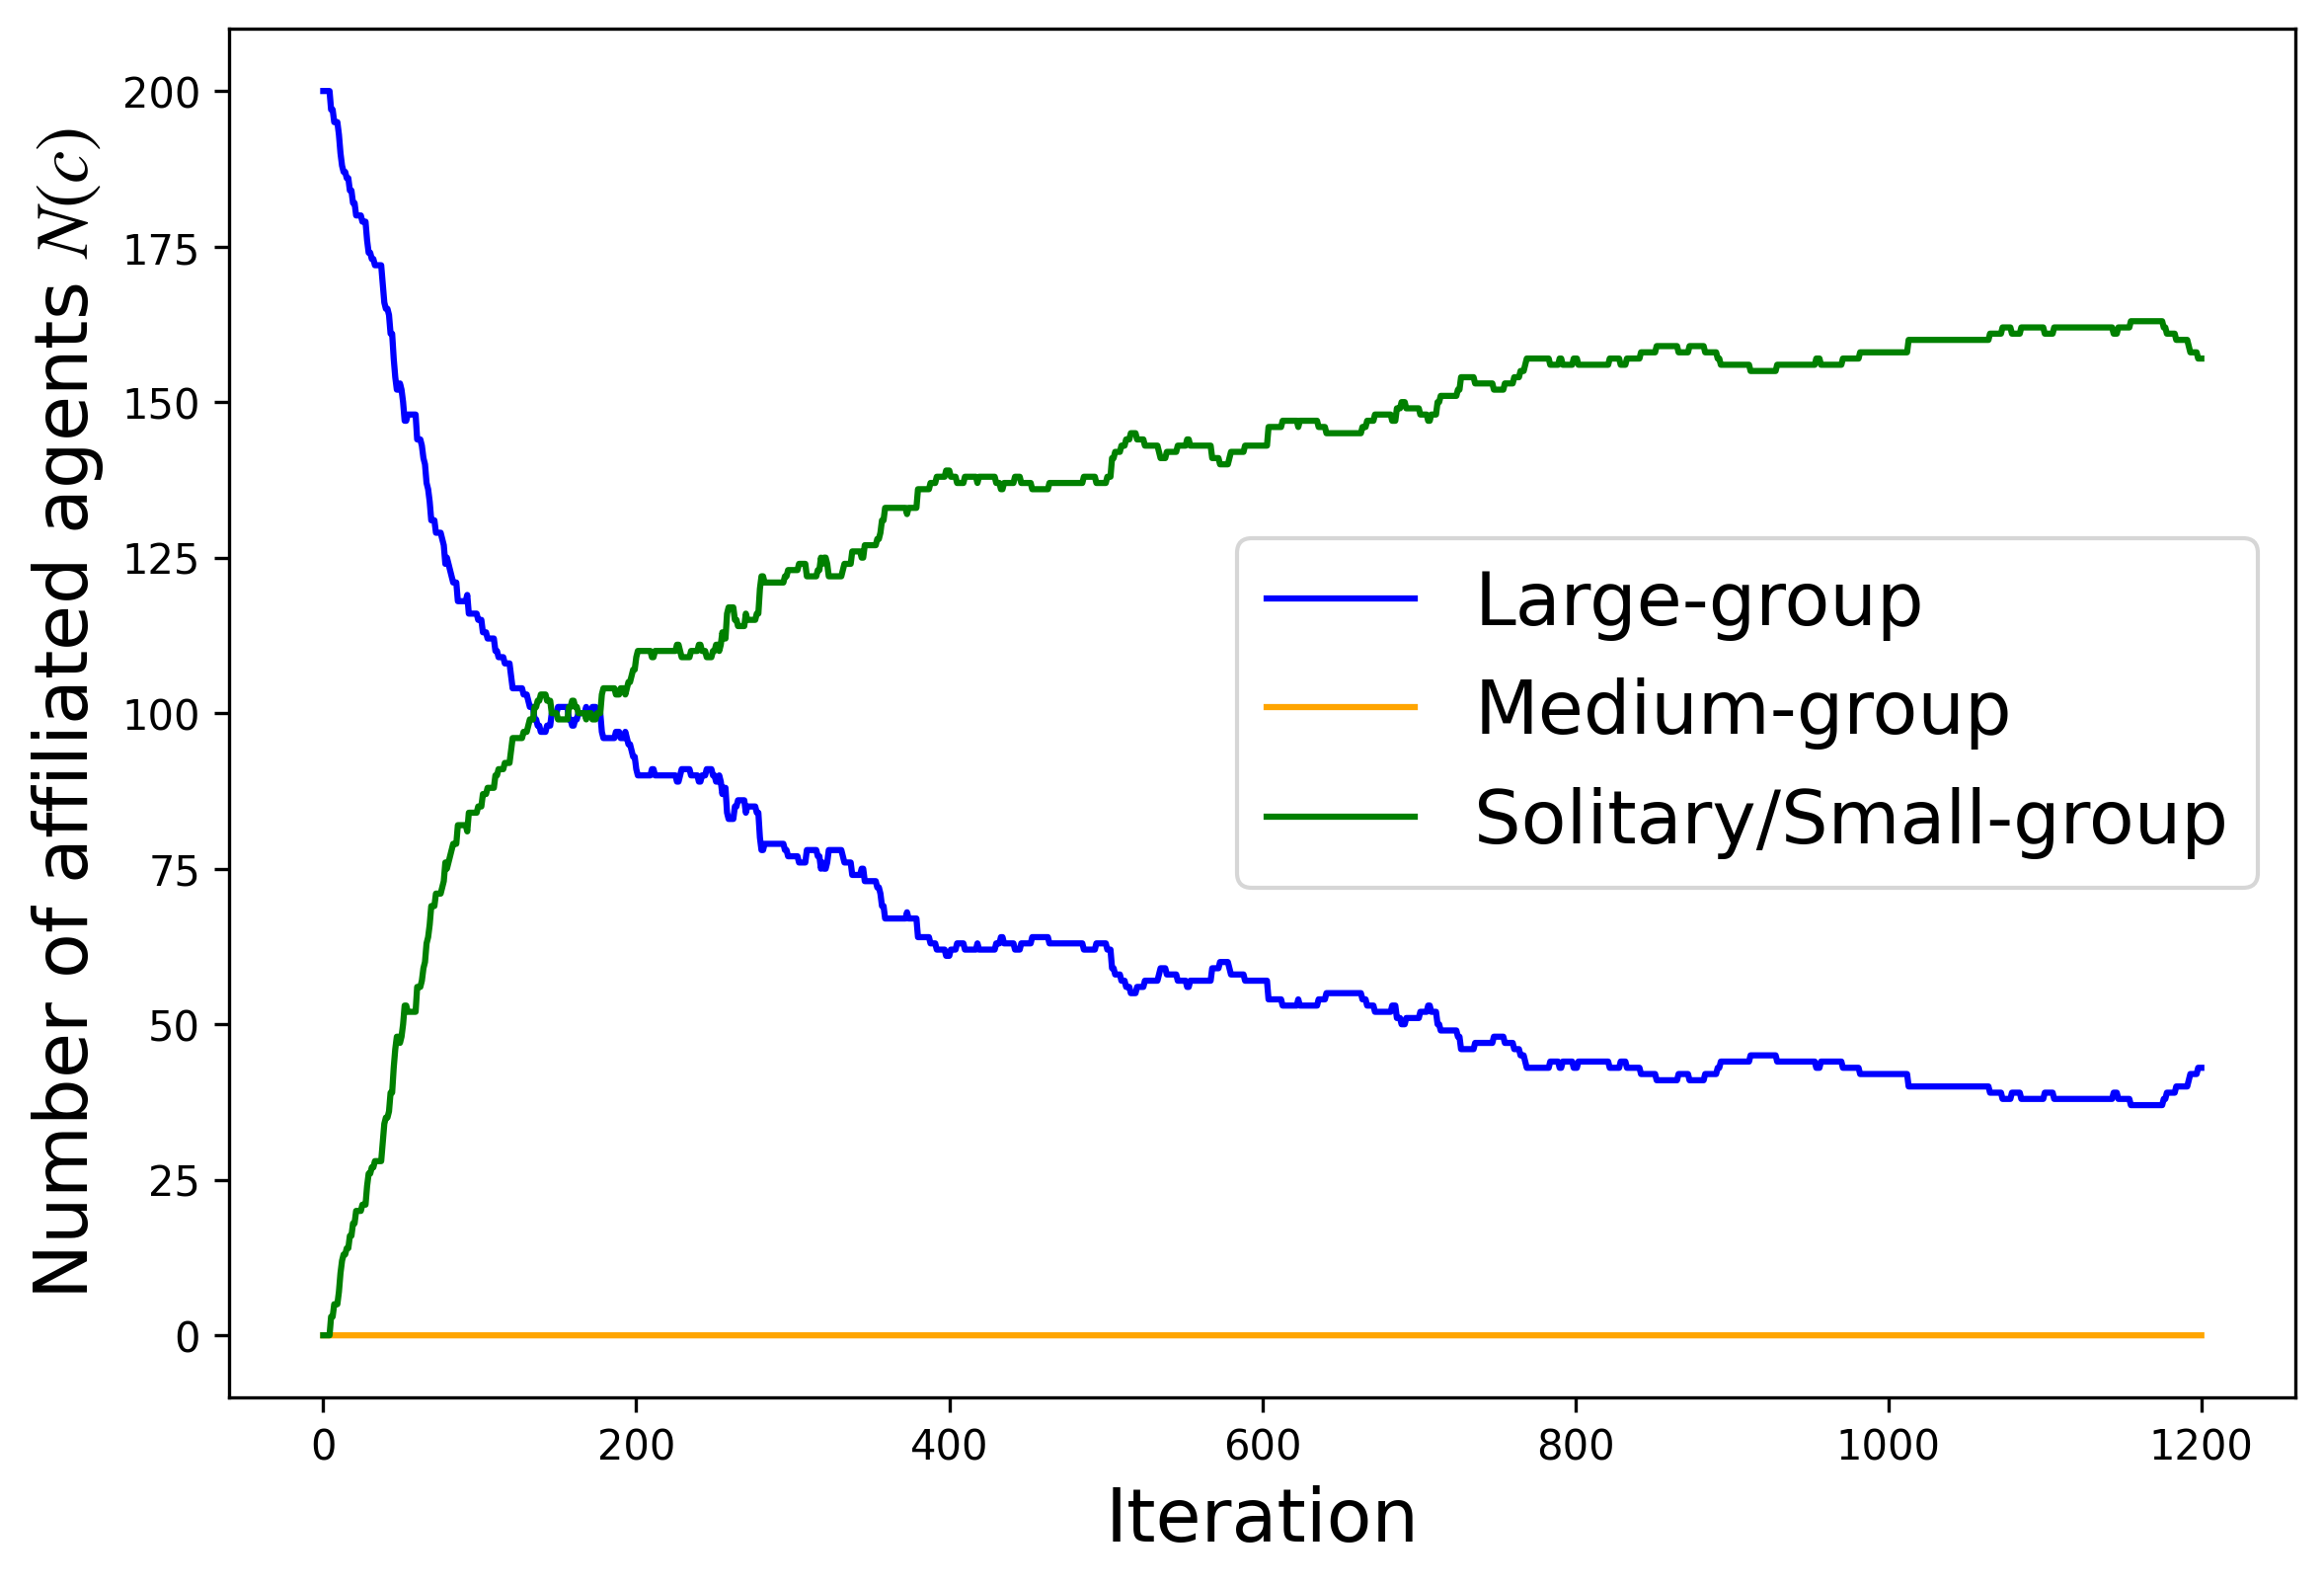 Number of affiliated agents N(c)
200
175
150
125
100
75
50
25
0
Large-group
Medium-group
Solitary/Small-group
0 200 400 600 800 1000 1200
Iteration